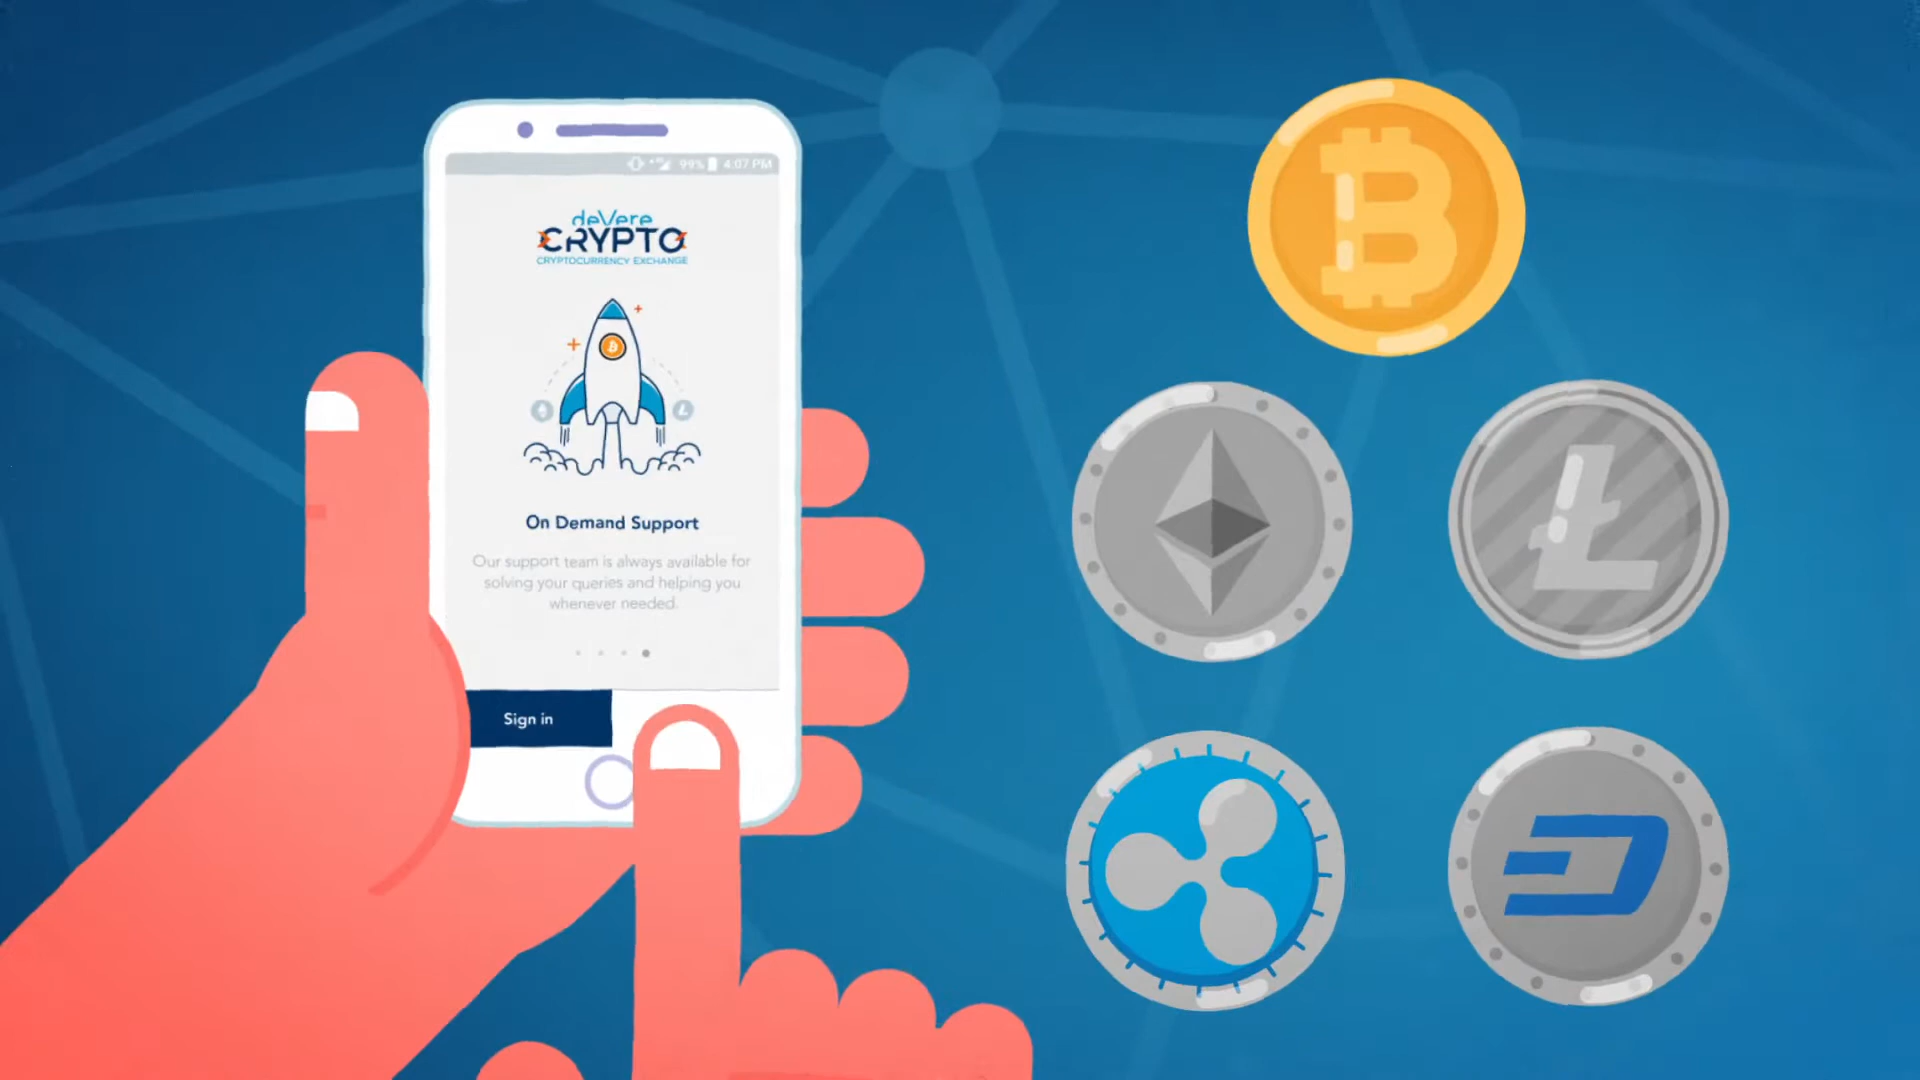 99% 4:07 PM
deVere
CRYPTO
CRYPTOCURRENCY EXCHANGE
On Demand Support
Our support team is always available for
solving your queries and helping you
whenever needed.
Sign in